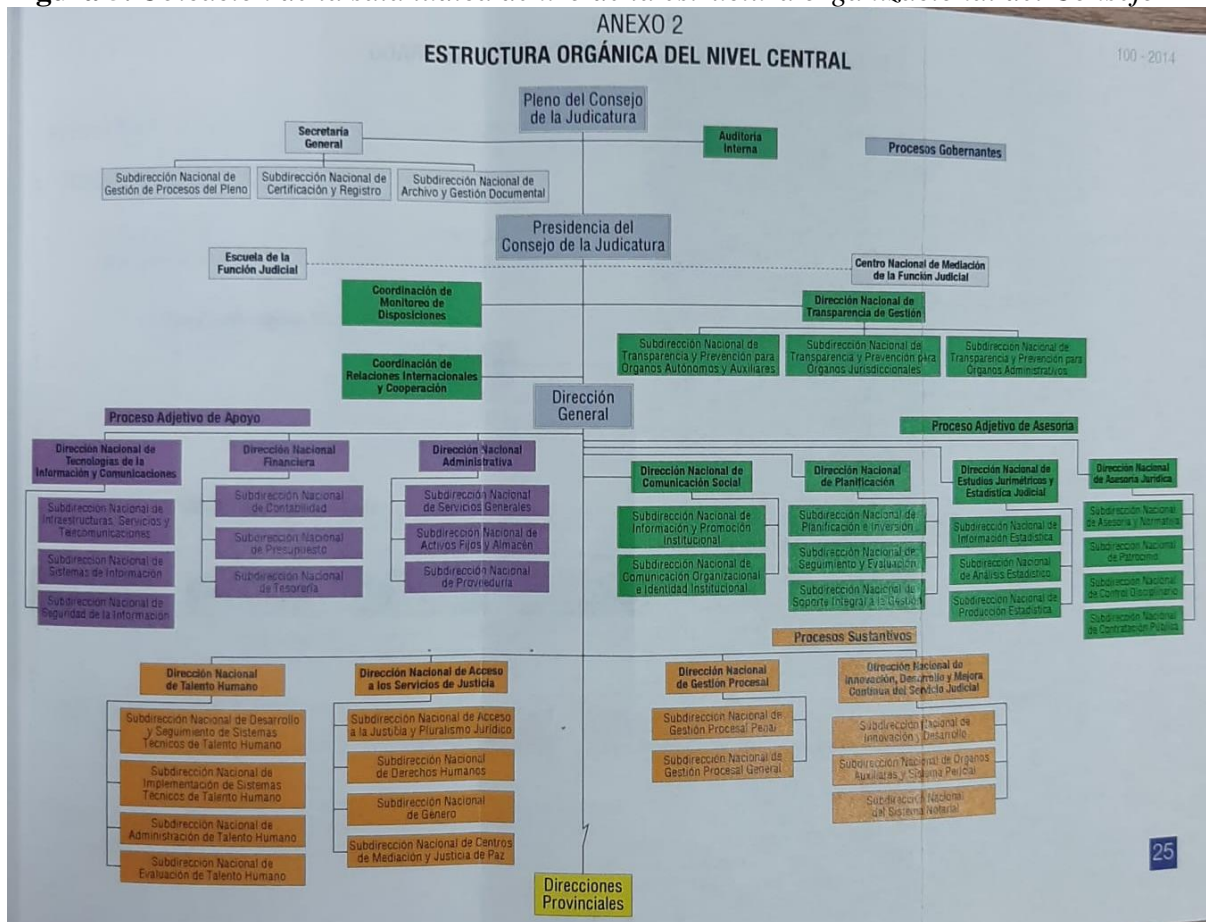 ANEXO 2
ESTRUCTURA ORGÁNICA DEL NIVEL CENTRAL
100 - 2014
Pleno del Consejo
de la Judicatura
Secretaría
General
Auditoría
Interna
Procesos Gobernantes
Subdirección Nacional de
Gestión de Procesos del Pleno
Subdirección Nacional de
Certificación y Registro
Subdirección Nacional de
Archivo y Gestión Documental
Presidencia del
Consejo de la Judicatura
Escuela de la
Función Judicial
Centro Nacional de Mediación
de la Función Judicial
Coordinación de
Monitoreo de
Disposiciones
Dirección Nacional de
Transparencia de Gestión
Subdirección Nacional de
Transparencia y Prevención para
Órganos Autónomos y Auxiliares
Subdirección Nacional de
Transparencia y Prevención para
Órganos Jurisdiccionales
Subdirección Nacional de
Transparencia y Prevención para
Órganos Administrativos
Coordinación de
Relaciones Internacionales
y Cooperación
Dirección
General
Proceso Adjetivo de Apoyo
Proceso Adjetivo de Asesoría
Dirección Nacional de
Tecnologías de la
Información y Comunicaciones
Subdirección Nacional de
Infraestructuras, Servicios y
Telecomunicaciones
Subdirección Nacional de
Sistemas de Información
Subdirección Nacional de
Seguridad de la Información
Dirección Nacional
Financiera
Subdirección Nacional
de Contabilidad
Subdirección Nacional
de Presupuesto
Subdirección Nacional
de Tesorería
Dirección Nacional
Administrativa
Subdirección Nacional
de Servicios Generales
Subdirección Nacional de
Activos Fijos y Almacén
Subdirección Nacional
de Proveeduría
Dirección Nacional de
Comunicación Social
Subdirección Nacional de
Información y Promoción
Institucional
Subdirección Nacional de
Comunicación Organizacional
e Identidad Institucional
Dirección Nacional
de Planificación
Subdirección Nacional de
Planificación e Inversión
Subdirección Nacional de
Seguimiento y Evaluación
Subdirección Nacional de
Soporte Integral a la Gestión
Dirección Nacional de
Estudios Jurimétricos y
Estadística Judicial
Subdirección Nacional de
Información Estadística
Subdirección Nacional
de Análisis Estadístico
Subdirección Nacional de
Producción Estadística
Dirección Nacional
de Asesoría Jurídica
Subdirección Nacional
de Asesoría y Normativa
Subdirección Nacional
de Patrocinio
Subdirección Nacional
de Control Disciplinario
Subdirección Nacional
de Contratación Pública
Procesos Sustantivos
Dirección Nacional
de Talento Humano
Subdirección Nacional de Desarrollo
y Seguimiento de Sistemas
Técnicos de Talento Humano
Subdirección Nacional de
Implementación de Sistemas
Técnicos de Talento Humano
Subdirección Nacional de
Administración de Talento Humano
Subdirección Nacional de
Evaluación de Talento Humano
Dirección Nacional de Acceso
a los Servicios de Justicia
Subdirección Nacional de Acceso
a la Justicia y Pluralismo Jurídico
Subdirección Nacional
de Derechos Humanos
Subdirección Nacional
de Género
Subdirección Nacional de Centros
de Mediación y Justicia de Paz
Dirección Nacional
de Gestión Procesal
Subdirección Nacional de
Gestión Procesal Penal
Subdirección Nacional de
Gestión Procesal General
Dirección Nacional de
Innovación, Desarrollo y Mejora
Continua del Servicio Judicial
Subdirección Nacional de
Innovación y Desarrollo
Subdirección Nacional de Órganos
Auxiliares y Sistema Pericial
Subdirección Nacional
del Sistema Notarial
Direcciones
Provinciales
25